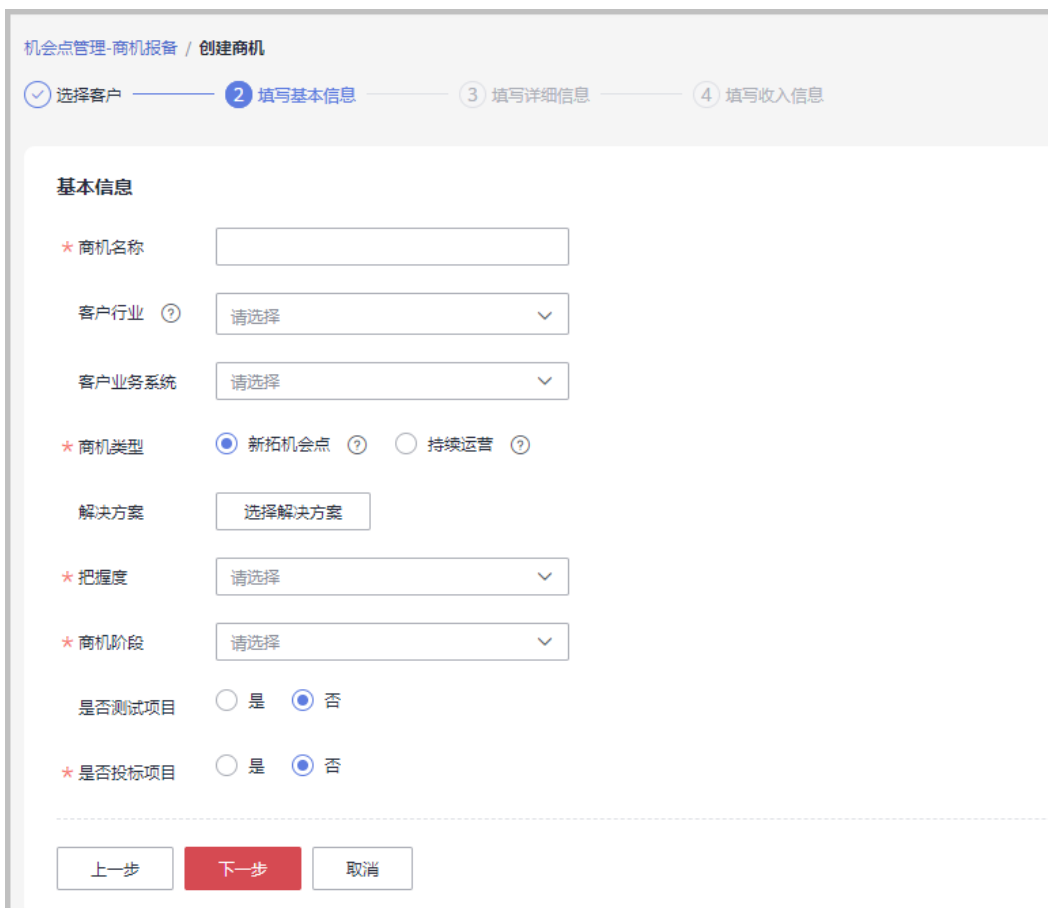 机会点管理-商机报备 / 创建商机
选择客户 2 填写基本信息 3 填写详细信息 4 填写收入信息
基本信息
* 商机名称
客户行业 ? 请选择
客户业务系统 请选择
* 商机类型 新拓机会点 ? 持续运营 ?
解决方案 选择解决方案
* 把握度 请选择
* 商机阶段 请选择
是否测试项目 是 否
* 是否投标项目 是 否
上一步 下一步 取消